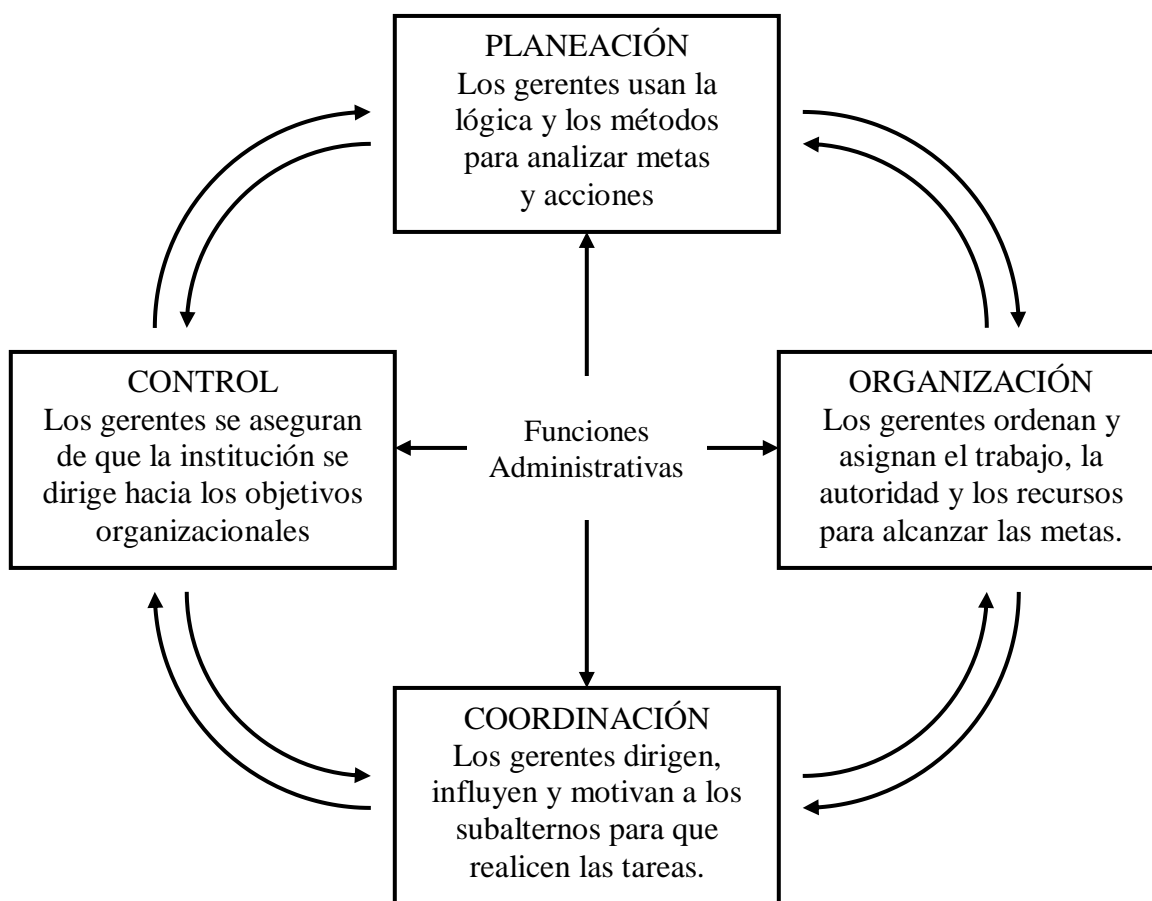 PLANEACIÓN
Los gerentes usan la
lógica y los métodos
para analizar metas
y acciones
CONTROL
Los gerentes se aseguran
de que la institución se
dirige hacia los objetivos
organizacionales
Funciones
Administrativas
ORGANIZACIÓN
Los gerentes ordenan y
asignan el trabajo, la
autoridad y los recursos
para alcanzar las metas.
COORDINACIÓN
Los gerentes dirigen,
influyen y motivan a los
subalternos para que
realicen las tareas.